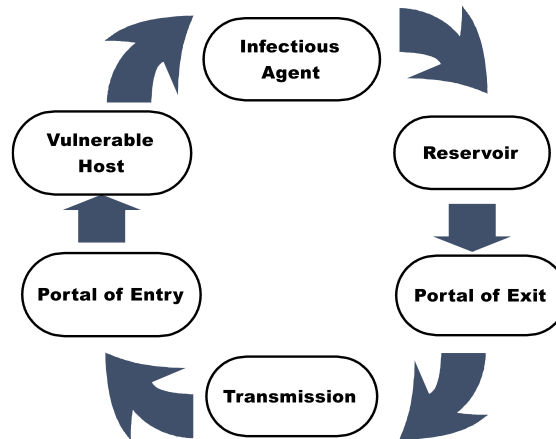 Infectious
Agent
Reservoir
Portal of Exit
Transmission
Portal of Entry
Vulnerable
Host